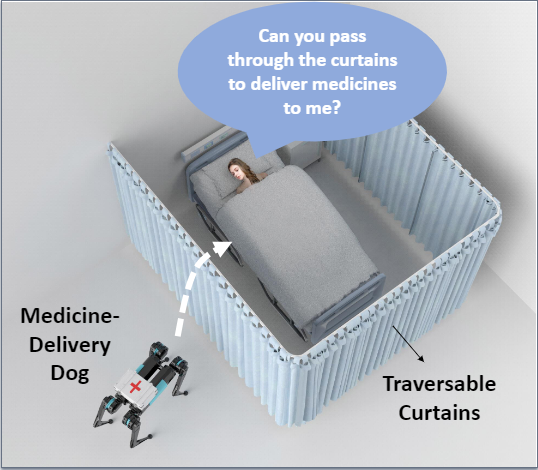 Can you pass
through the curtains
to deliver medicines
to me?
Medicine-
Delivery
Dog
Traversable
Curtains